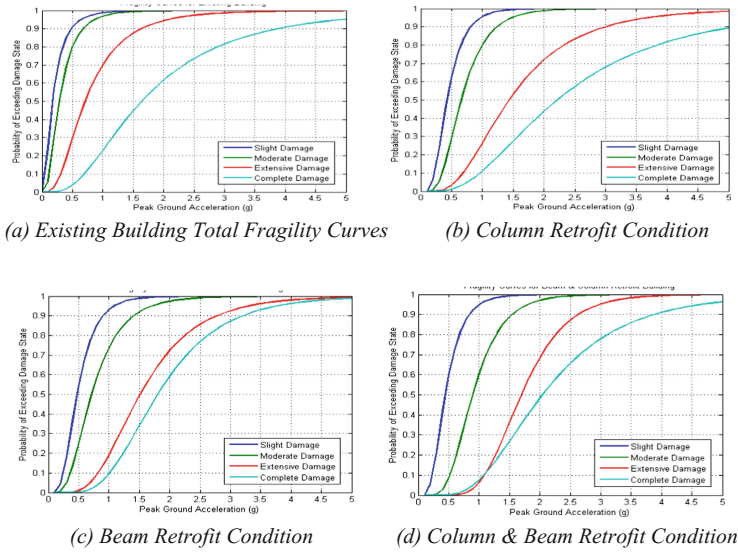 Probability of Exceeding Damage State
1
0.9
0.8
0.7
0.6
0.5
0.4
0.3
0.2
0.1
0
0 0.5 1 1.5 2 2.5 3 3.5 4 4.5 5
Slight Damage
Moderate Damage
Extensive Damage
Complete Damage
Peak Ground Acceleration (g)
(a) Existing Building Total Fragility Curves
Probability of Exceeding Damage State
1
0.9
0.8
0.7
0.6
0.5
0.4
0.3
0.2
0.1
0
0 0.5 1 1.5 2 2.5 3 3.5 4 4.5 5
Slight Damage
Moderate Damage
Extensive Damage
Complete Damage
Peak Ground Acceleration (g)
(b) Column Retrofit Condition
Probability of Exceeding Damage State
1
0.9
0.8
0.7
0.6
0.5
0.4
0.3
0.2
0.1
0
0 0.5 1 1.5 2 2.5 3 3.5 4 4.5 5
Slight Damage
Moderate Damage
Extensive Damage
Complete Damage
Peak Ground Acceleration (g)
(c) Beam Retrofit Condition
Fragility Curves for Beam & Column Retrofit Building
Probability of Exceeding Damage State
1
0.9
0.8
0.7
0.6
0.5
0.4
0.3
0.2
0.1
0
0 0.5 1 1.5 2 2.5 3 3.5 4 4.5 5
Slight Damage
Moderate Damage
Extensive Damage
Complete Damage
Peak Ground Acceleration (g)
(d) Column & Beam Retrofit Condition